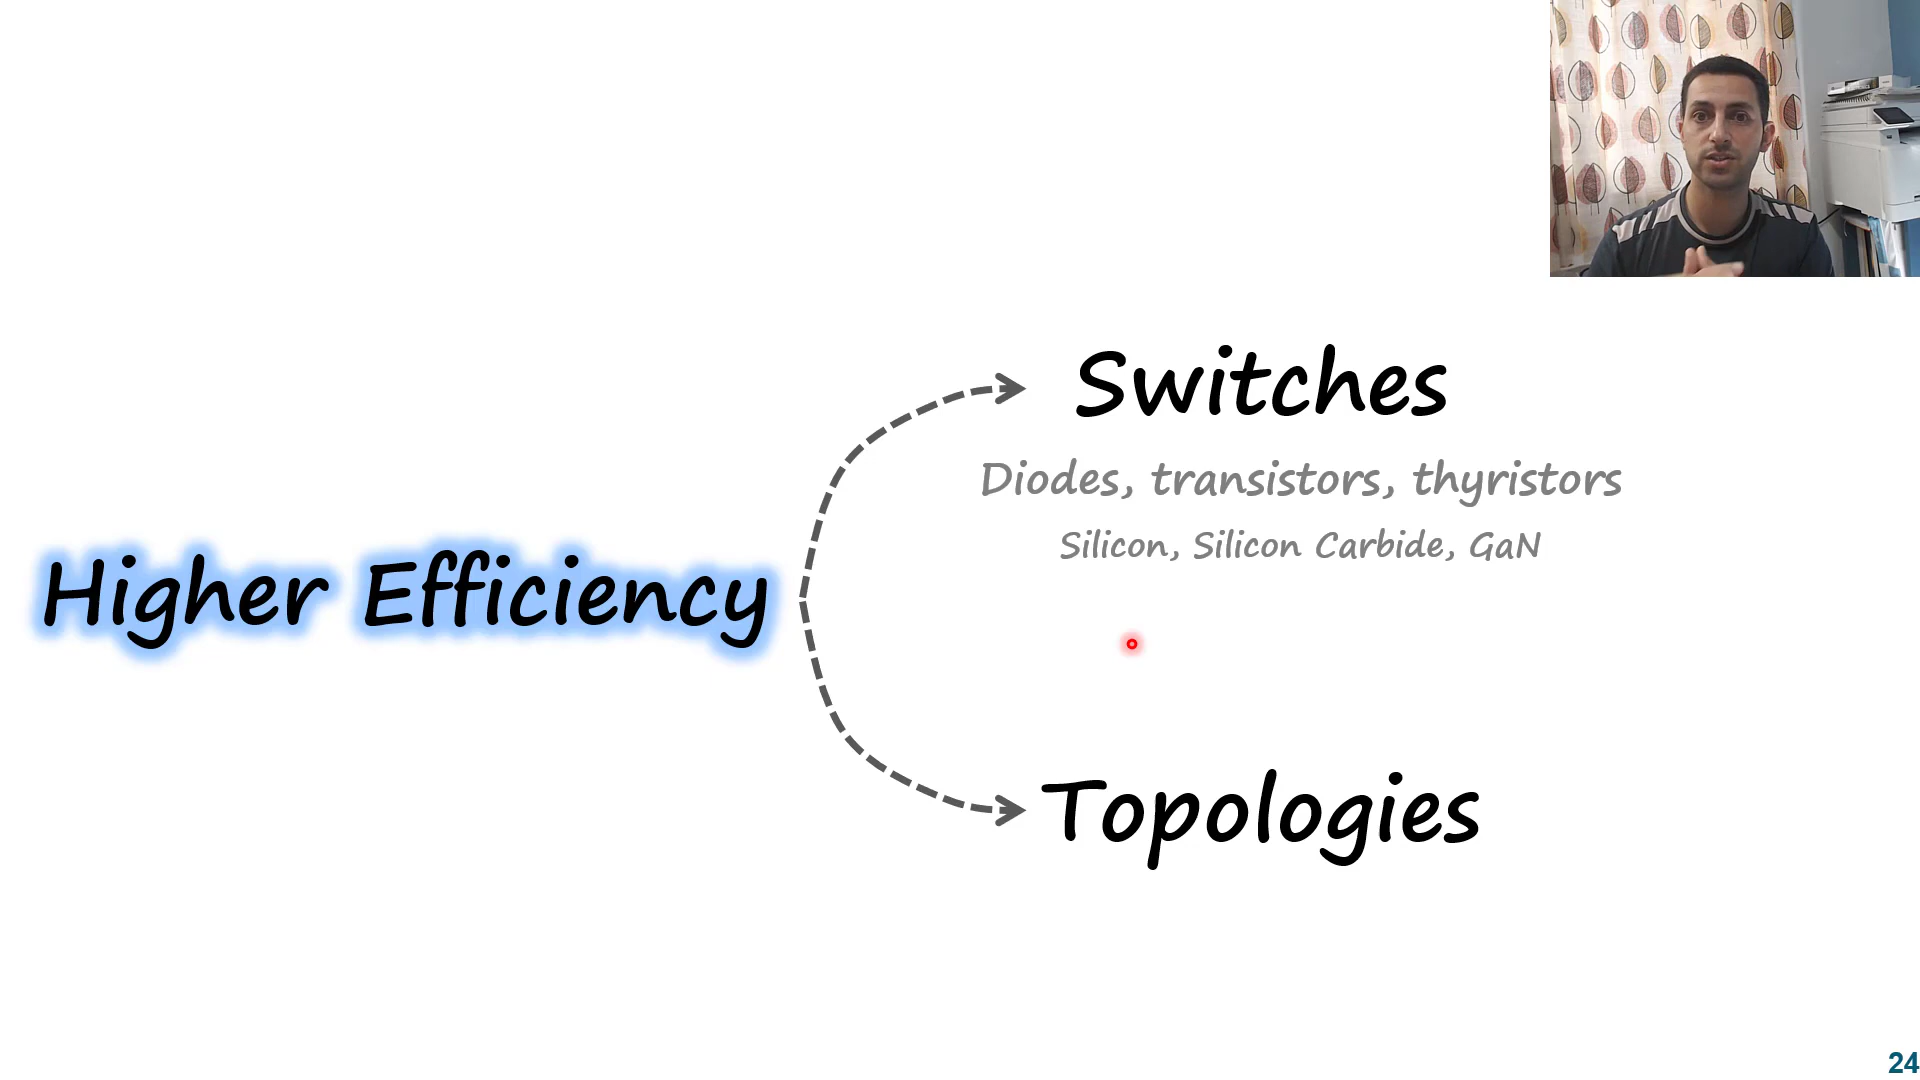 Switches
Diodes, transistors, thyristors
Silicon, Silicon Carbide, GaN
Higher Efficiency
Topologies
24